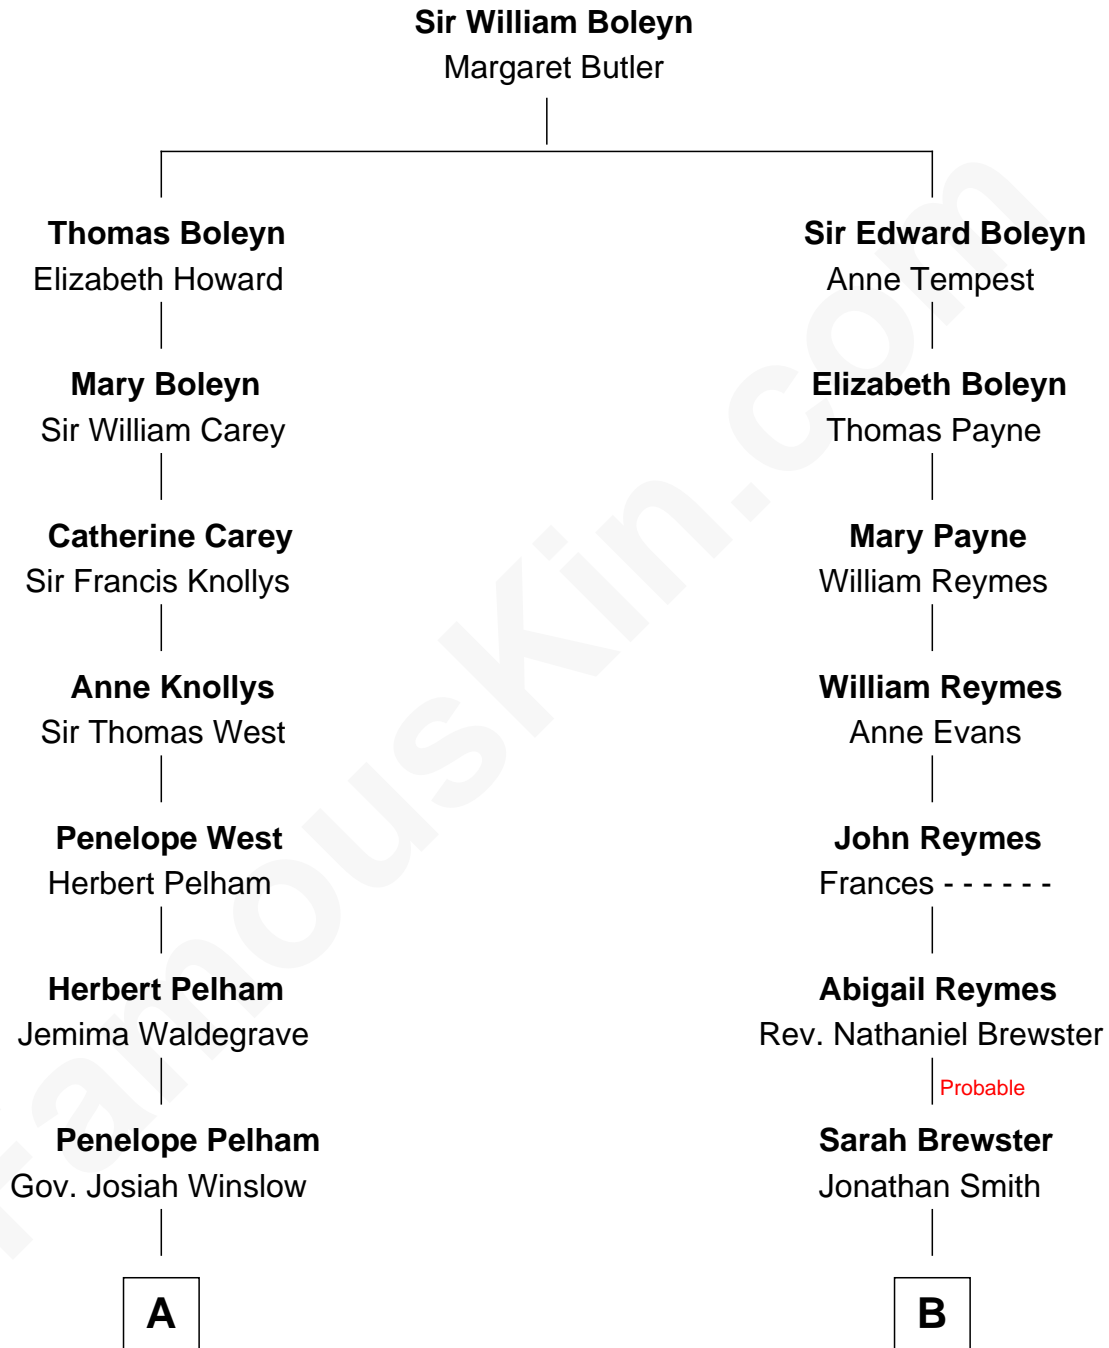 Sir William Boleyn
Margaret Butler
Thomas Boleyn
Elizabeth Howard
Mary Boleyn
Sir William Carey
Catherine Carey
Sir Francis Knollys
Anne Knollys
Sir Thomas West
Penelope West
Herbert Pelham
Herbert Pelham
Jemima Waldegrave
Penelope Pelham
Gov. Josiah Winslow
A
Sir Edward Boleyn
Anne Tempest
Elizabeth Boleyn
Thomas Payne
Mary Payne
William Reymes
William Reymes
Anne Evans
John Reymes
Frances - - - - - -
Abigail Reymes
Rev. Nathaniel Brewster
Probable
Sarah Brewster
Jonathan Smith
B
FamousKin.com